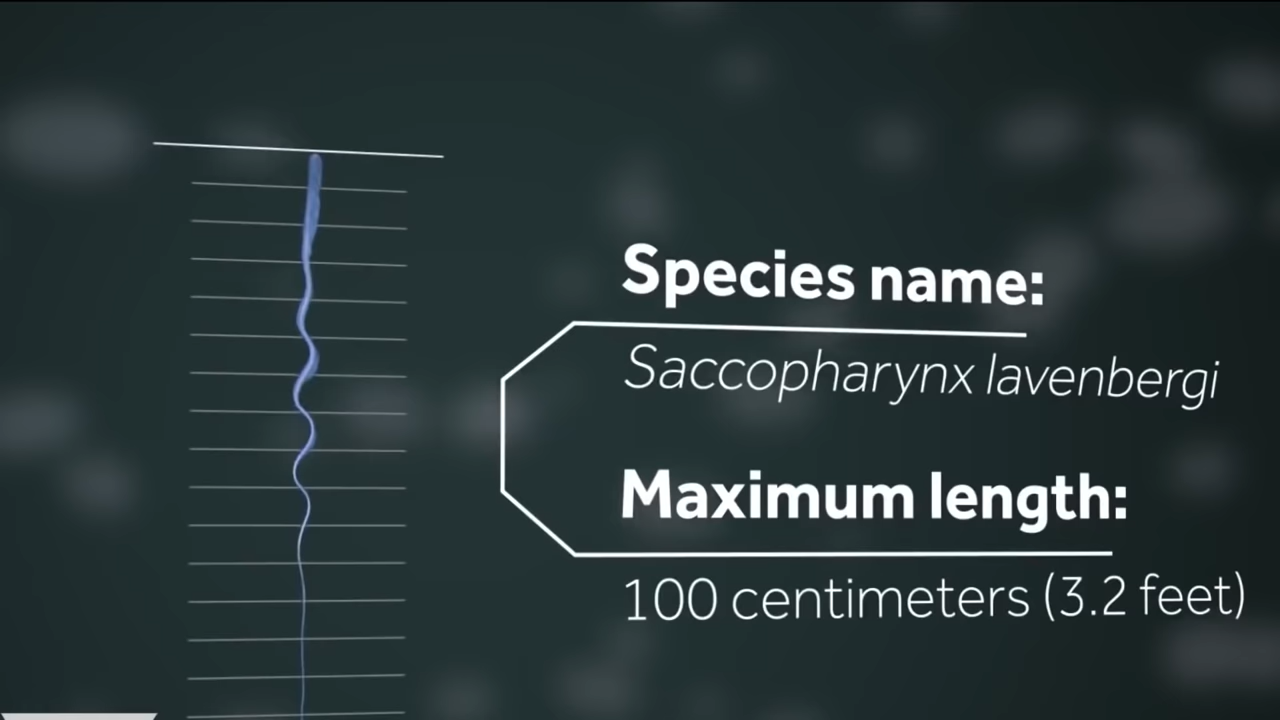 Species name:
Saccopharynx lavenbergi
Maximum length:
100 centimeters (3.2 feet)